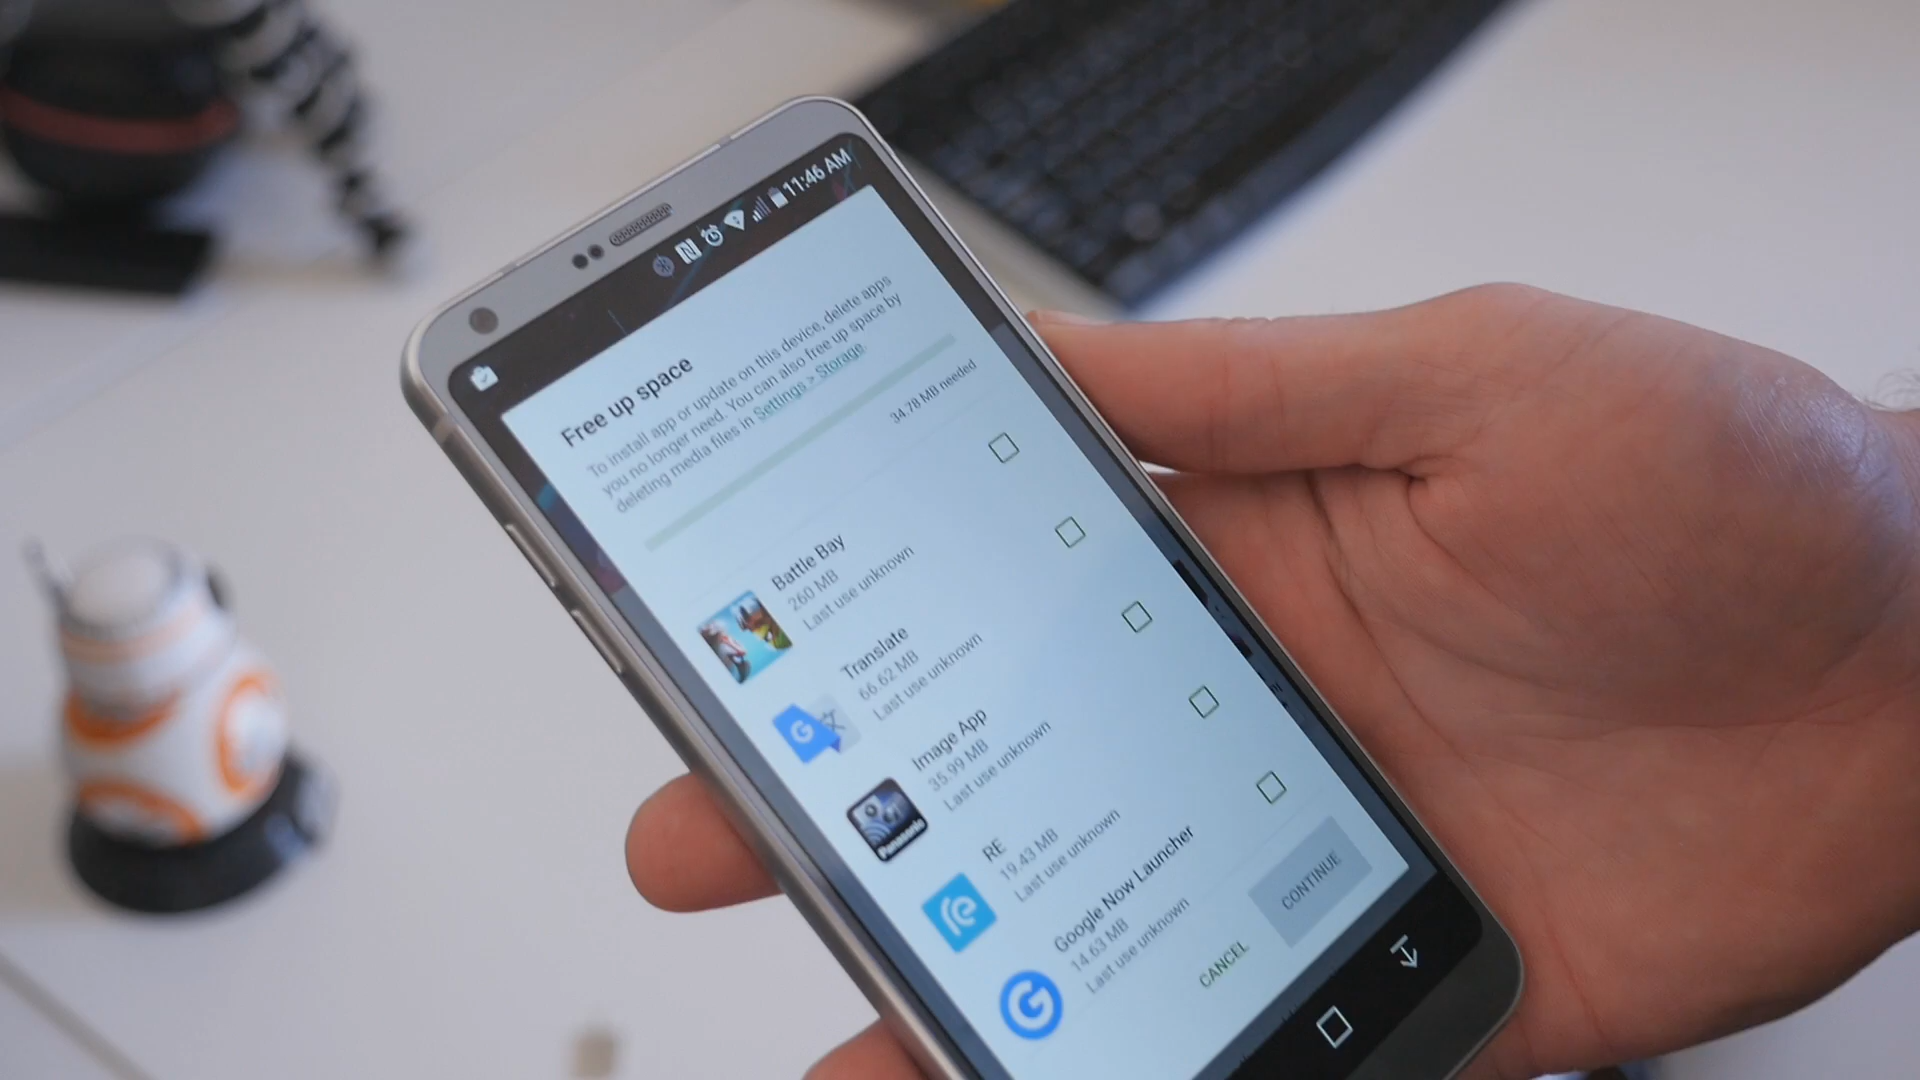 11:46 AM
Free up space
To install app or update on this device, delete apps
you no longer need. You can also free up space by
deleting media files in Settings > Storage.
34.78 MB needed
Battle Bay
260 MB
Last use unknown
Translate
66.62 MB
Last use unknown
Image App
35.99 MB
Last use unknown
Panasonic
RE
19.43 MB
Last use unknown
Google Now Launcher
14.63 MB
Last use unknown
CANCEL
CONTINUE